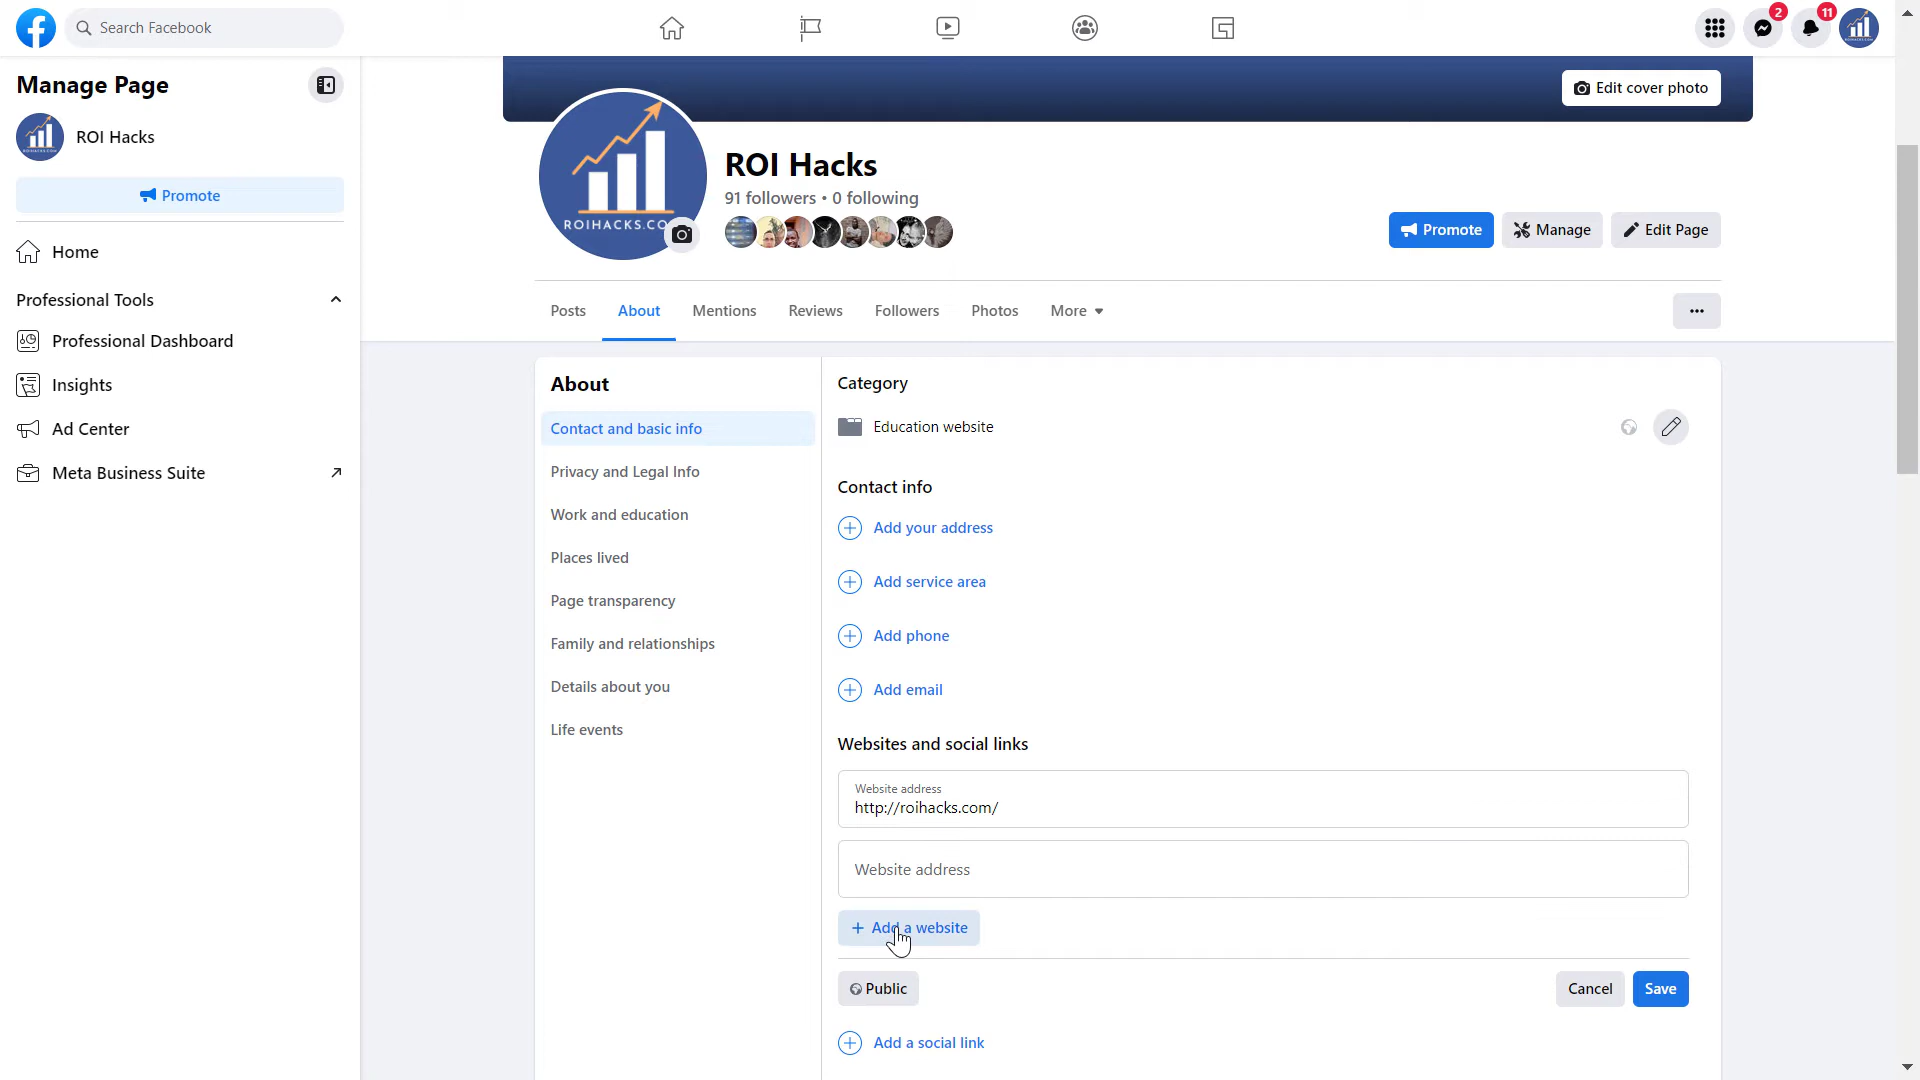 Search Facebook
2
11
Manage Page
ROI Hacks
Promote
Home
Professional Tools
Professional Dashboard
Insights
Ad Center
Meta Business Suite
Edit cover photo
ROIHACKS.CO
ROI Hacks
91 followers • 0 following
Promote
Manage
Edit Page
Posts
About
Mentions
Reviews
Followers
Photos
More
About
Contact and basic info
Privacy and Legal Info
Work and education
Places lived
Page transparency
Family and relationships
Details about you
Life events
Category
Education website
Contact info
Add your address
Add service area
Add phone
Add email
Websites and social links
Website address
http://roihacks.com/
Website address
+ Add a website
Public
Cancel
Save
Add a social link